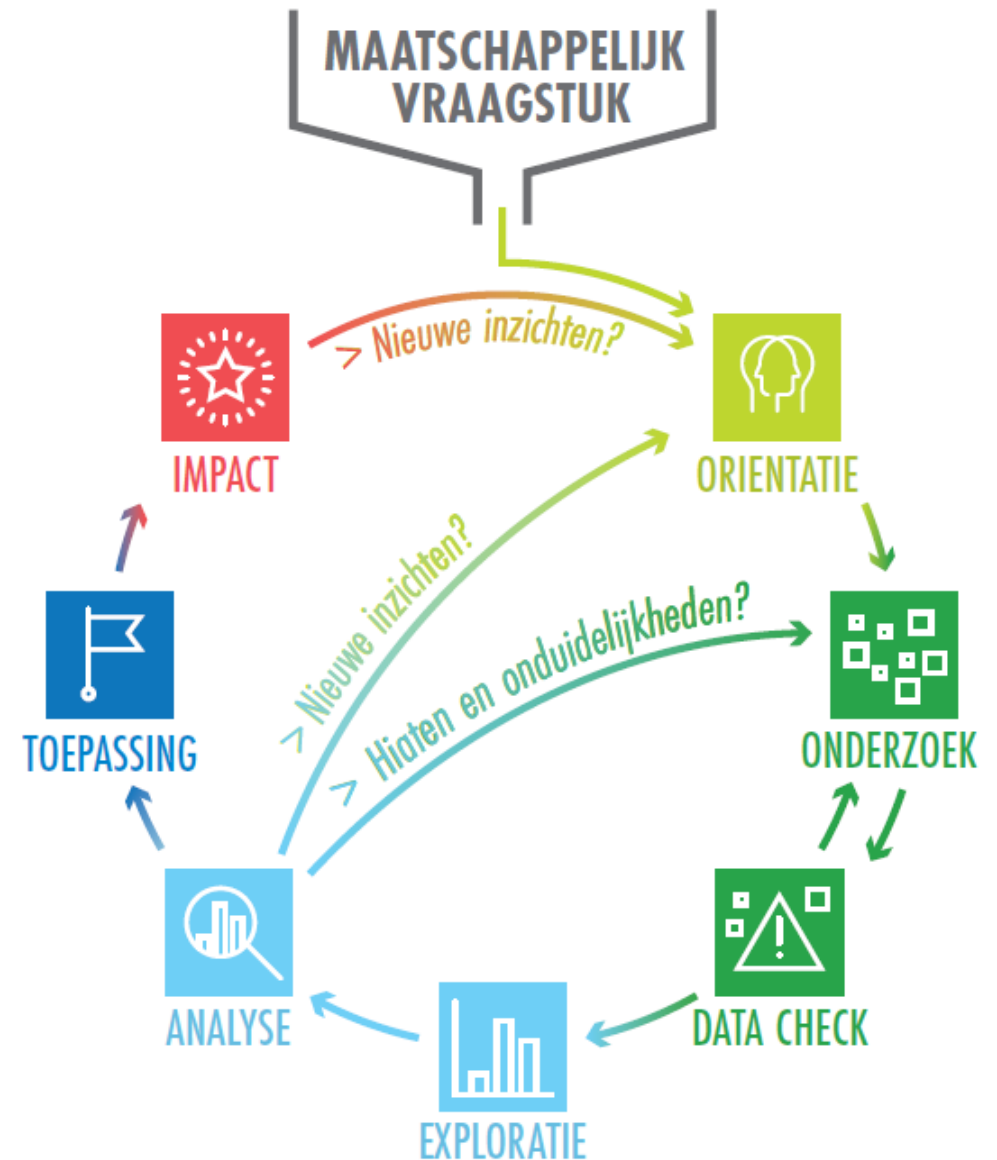 MAATSCHAPPELIJK
VRAAGSTUK
> Nieuwe inzichten?
IMPACT
ORIENTATIE
> Nieuwe inzichten?
> Hiaten en onduidelijkheden?
TOEPASSING
ONDERZOEK
ANALYSE
DATA CHECK
EXPLORATIE